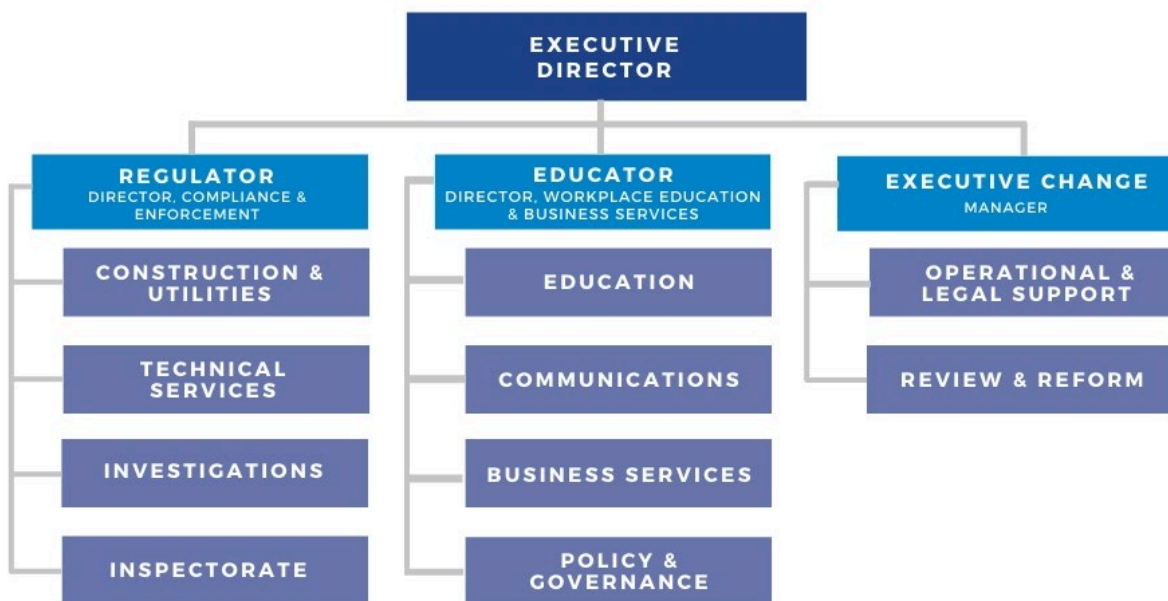 EXECUTIVE
DIRECTOR
REGULATOR
DIRECTOR, COMPLIANCE &
ENFORCEMENT
CONSTRUCTION &
UTILITIES
TECHNICAL
SERVICES
INVESTIGATIONS
INSPECTORATE
EDUCATOR
DIRECTOR, WORKPLACE EDUCATION
& BUSINESS SERVICES
EDUCATION
COMMUNICATIONS
BUSINESS SERVICES
POLICY &
GOVERNANCE
EXECUTIVE CHANGE
MANAGER
OPERATIONAL &
LEGAL SUPPORT
REVIEW & REFORM